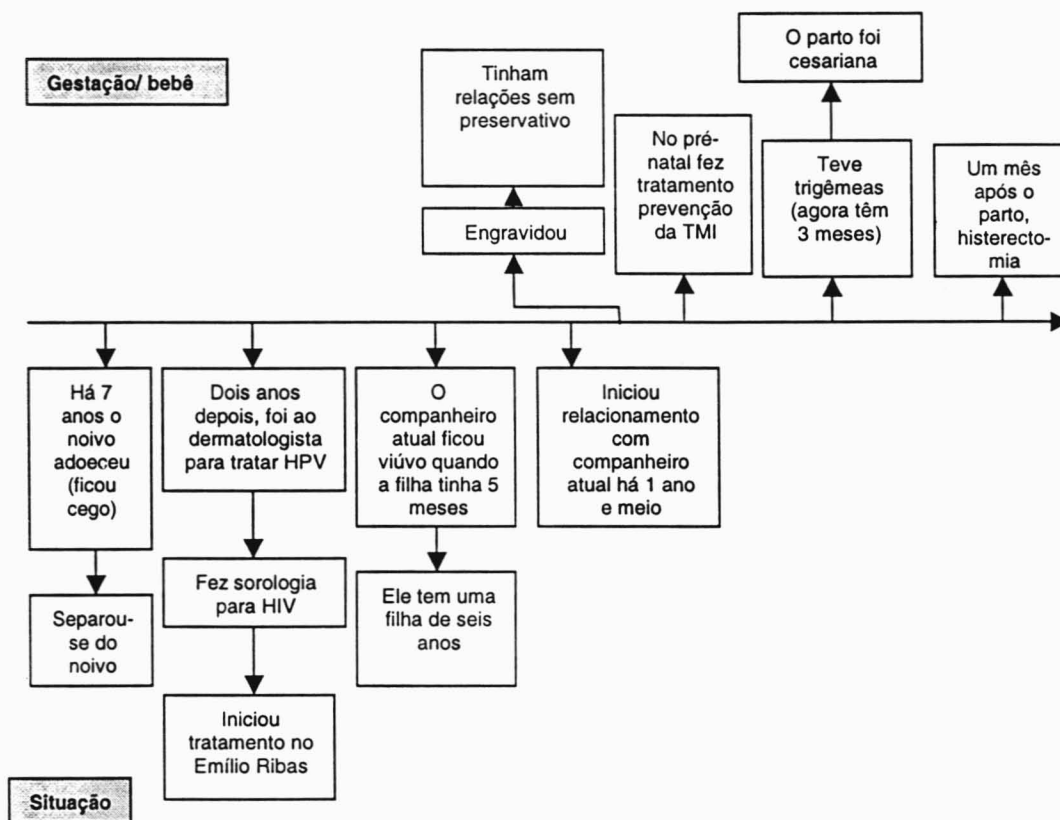 Gestação/ bebê
Tinham
relações sem
preservativo
Engravidou
No pré-
natal fez
tratamento
prevenção
da TMI
O parto foi
cesariana
Teve
trigêmeas
(agora têm
3 meses)
Um mês
após o
parto,
histerecto-
mia
Há 7
anos o
noivo
adoeceu
(ficou
cego)
Separou-
se do
noivo
Dois anos
depois, foi ao
dermatologista
para tratar HPV
Fez sorologia
para HIV
Iniciou
tratamento no
Emílio Ribas
O
companheiro
atual ficou
viúvo quando
a filha tinha 5
meses
Ele tem uma
filha de seis
anos
Iniciou
relacionamento
com
companheiro
atual há 1 ano
e meio
Situação